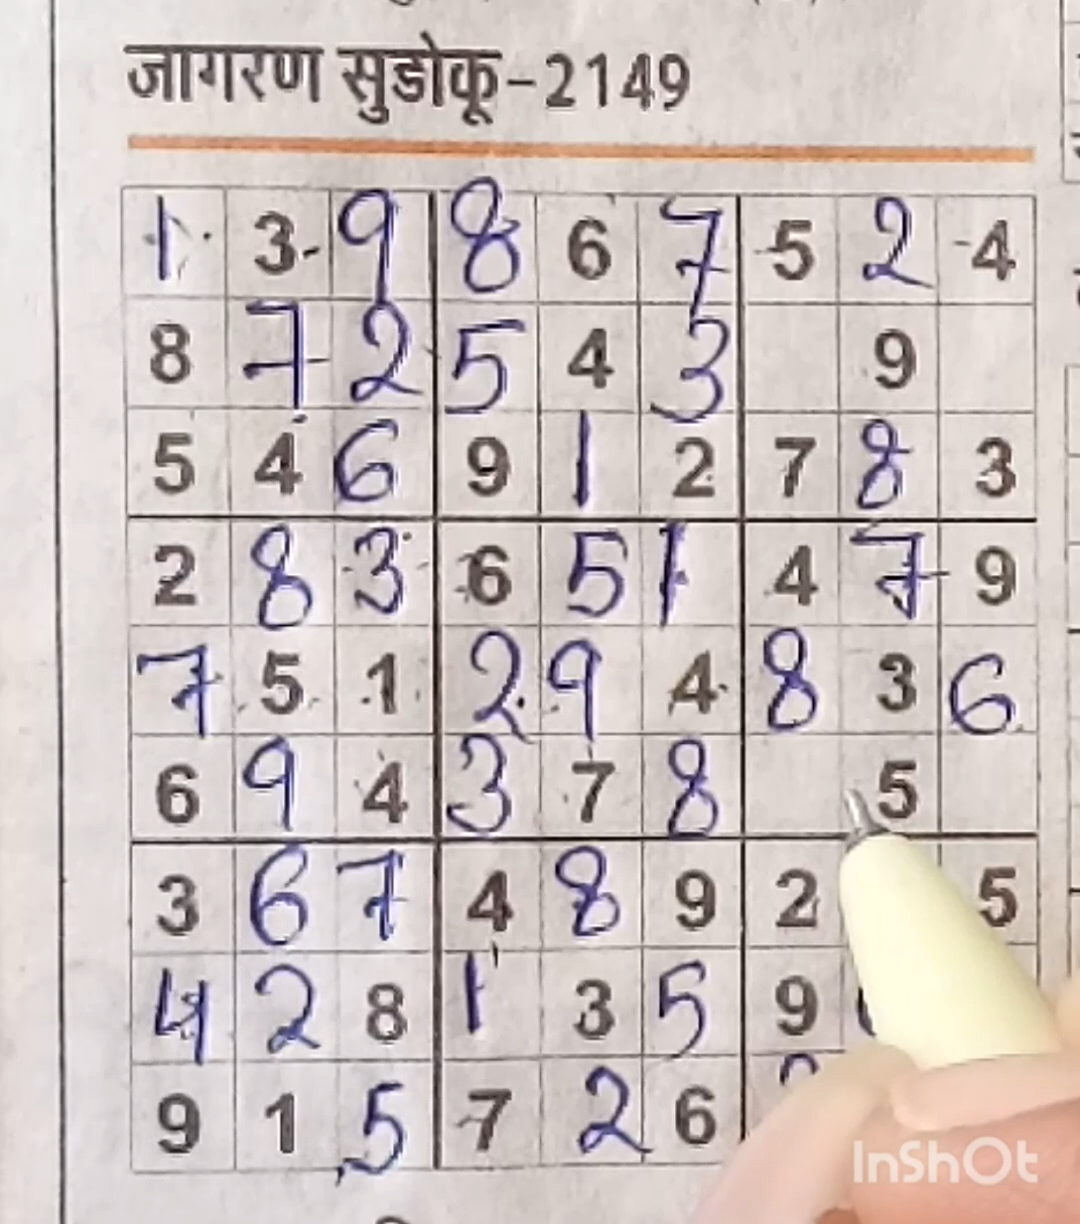 जागरण सुडोकू-2149
1 3 9 8 6 7 5 2 4
8 7 2 5 4 3 9
5 4 6 9 1 2 7 8 3
2 8 3 6 5 1 4 7 9
7 5 1 2 9 4 8 3 6
6 9 4 3 7 8 5
3 6 7 4 8 9 2 5
4 2 8 1 3 5 9
9 1 5 7 2 6
InShOt